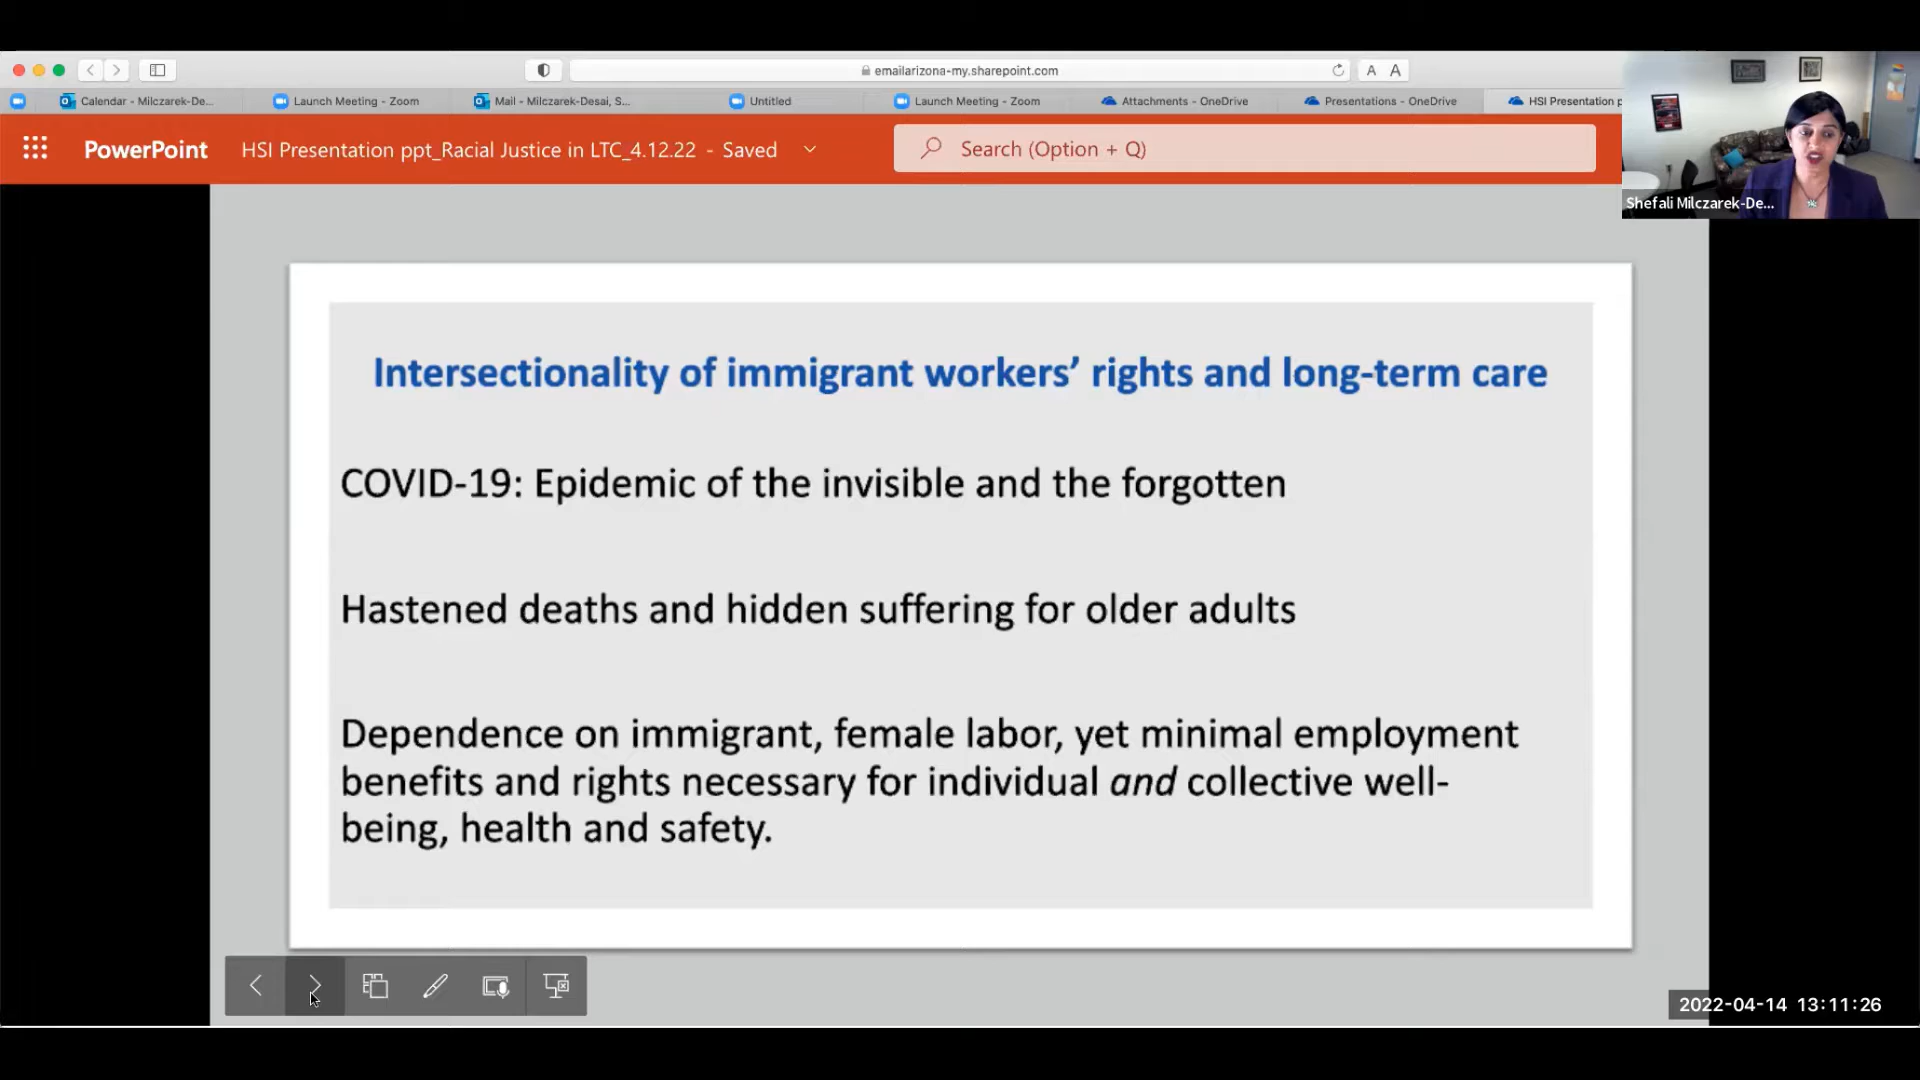 emailarizona-my.sharepoint.com
A A
Calendar - Milczarek-De...
Launch Meeting - Zoom
Mail - Milczarek-Desai, S...
Untitled
Launch Meeting - Zoom
Attachments - OneDrive
Presentations - OneDrive
HSI Presentation p
PowerPoint
HSI Presentation ppt_Racial Justice in LTC_4.12.22 - Saved
Search (Option + Q)
Shefali Milczarek-De...
Intersectionality of immigrant workers’ rights and long-term care
COVID-19: Epidemic of the invisible and the forgotten
Hastened deaths and hidden suffering for older adults
Dependence on immigrant, female labor, yet minimal employment
benefits and rights necessary for individual and collective well-
being, health and safety.
2022-04-14 13:11:26